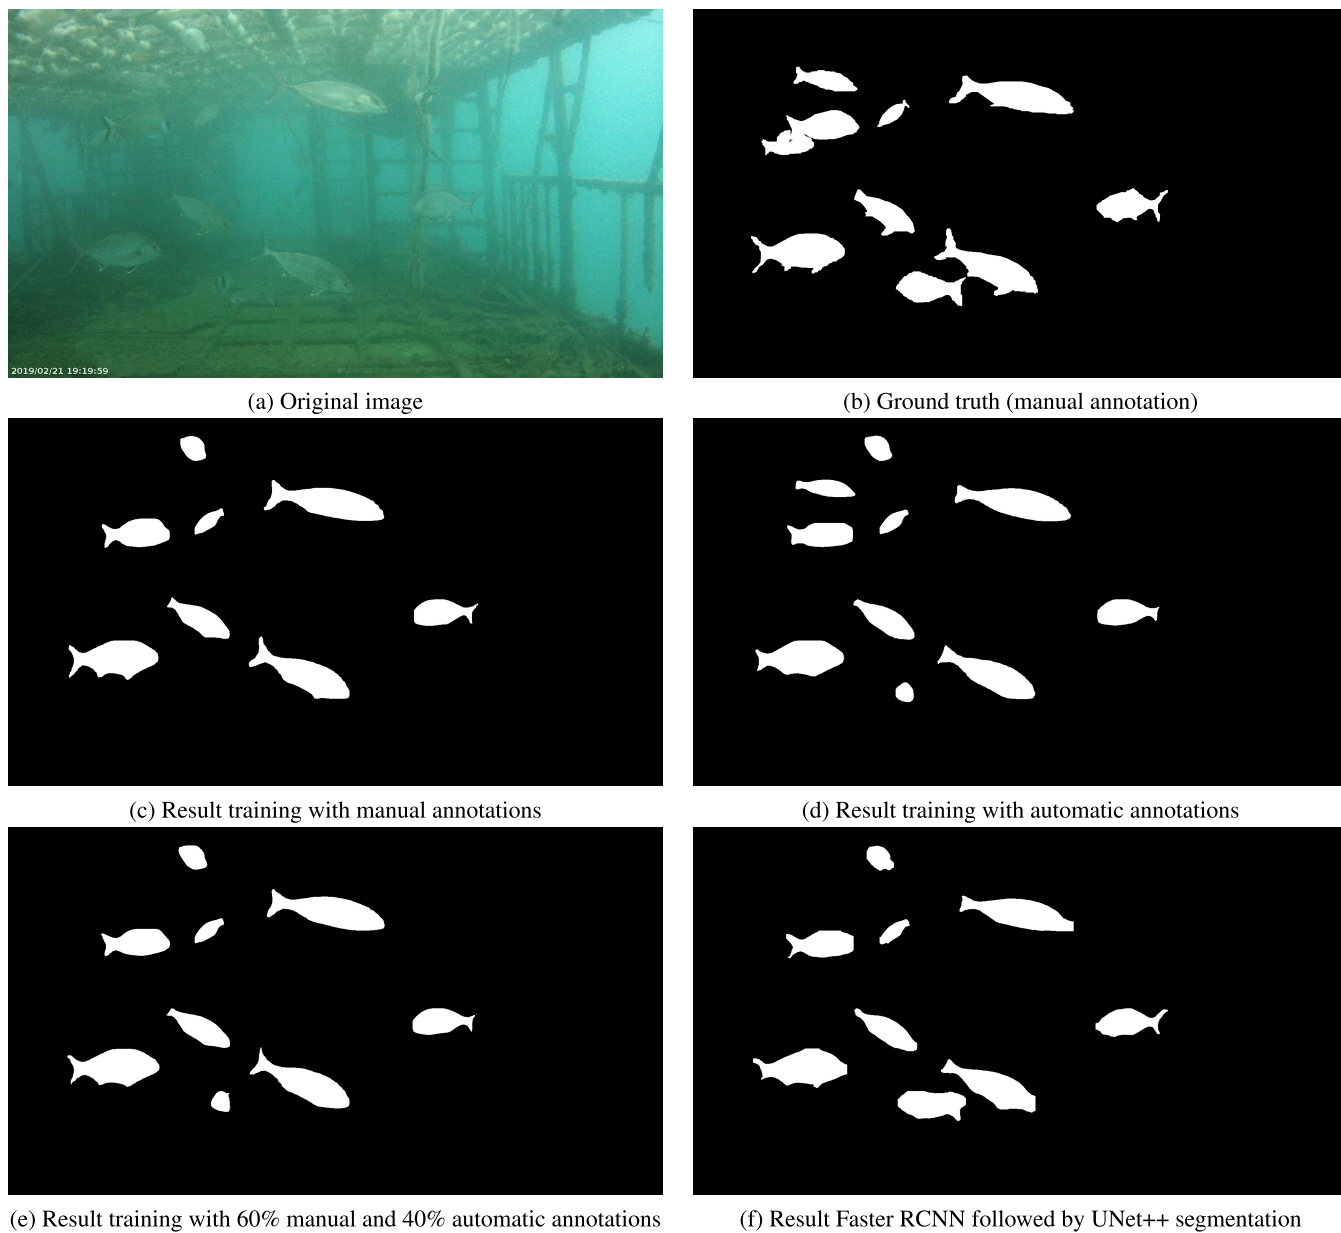 2019/02/21 19:19:59
(a) Original image
(b) Ground truth (manual annotation)
(c) Result training with manual annotations
(d) Result training with automatic annotations
(e) Result training with 60% manual and 40% automatic annotations
(f) Result Faster RCNN followed by UNet++ segmentation